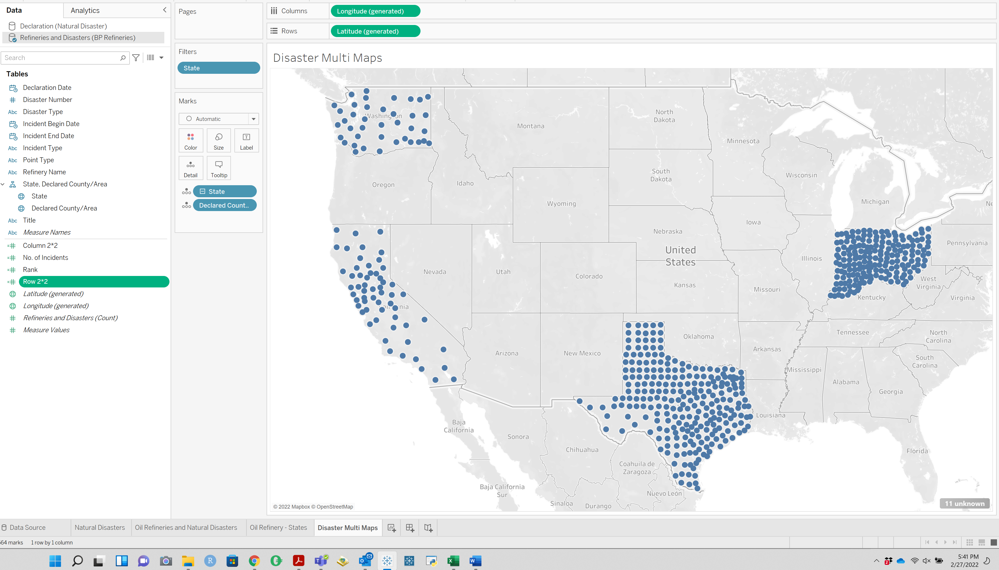 Data
Analytics
Declaration (Natural Disaster)
Refineries and Disasters (BP Refineries)
Search
Tables
Declaration Date
Disaster Number
Abc Disaster Type
Incident Begin Date
Incident End Date
Abc Incident Type
Abc Point Type
Abc Refinery Name
State, Declared County/Area
State
Declared County/Area
Abc Title
Abc Measure Names
=# Column 2*2
=# No. of Incidents
=# Rank
=# Row 2*2
Latitude (generated)
Longitude (generated)
# Refineries and Disasters (Count)
# Measure Values
Pages
Filters
State
Marks
Automatic
Color
Size
Label
Detail
Tooltip
State
Declared Count..
Columns
Longitude (generated)
Rows
Latitude (generated)
Disaster Multi Maps
Washington
Montana
North
Dakota
Minnesota
Oregon
Idaho
South
Dakota
Wisconsin
Wyoming
Michigan
Iowa
Nebraska
Pennsylvania
United
States
Illinois
Nevada
Utah
Colorado
Kansas
Missouri
West
Virginia
DC
Kentucky
Virginia
Oklahoma
Tennessee
North
Carolina
Arizona
New Mexico
Arkansas
South
Carolina
Mississippi
Alabama
Georgia
Louisiana
Baja
California
Sonora
Chihuahua
Florida
Coahuila de
Zaragoza
Baja California
Sur
Nuevo León
Sinaloa
Durango
© 2022 Mapbox © OpenStreetMap
11 unknown
Data Source
Natural Disasters
Oil Refineries and Natural Disasters
Oil Refinery - States
Disaster Multi Maps
64 marks
1 row by 1 column
5:41 PM
2/27/2022